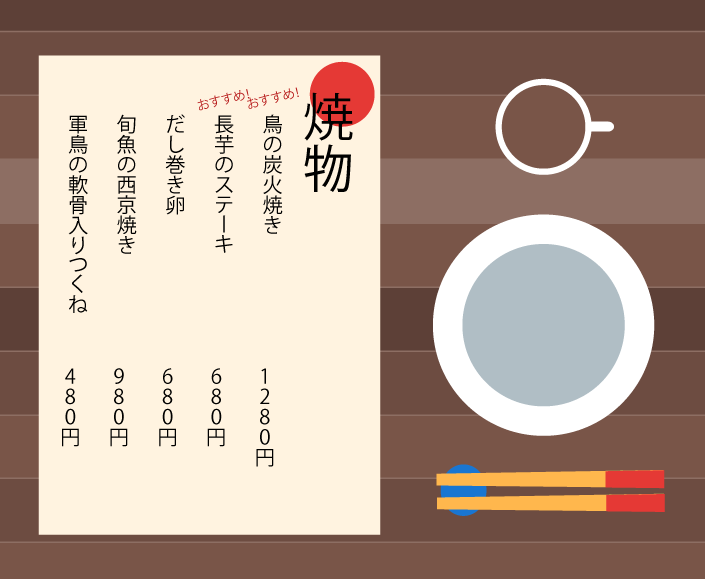 焼物
おすすめ!
鳥の炭火焼き
1280円
おすすめ!
長芋のステーキ
680円
だし巻き卵
680円
旬魚の西京焼き
980円
軍鳥の軟骨入りつくね
480円